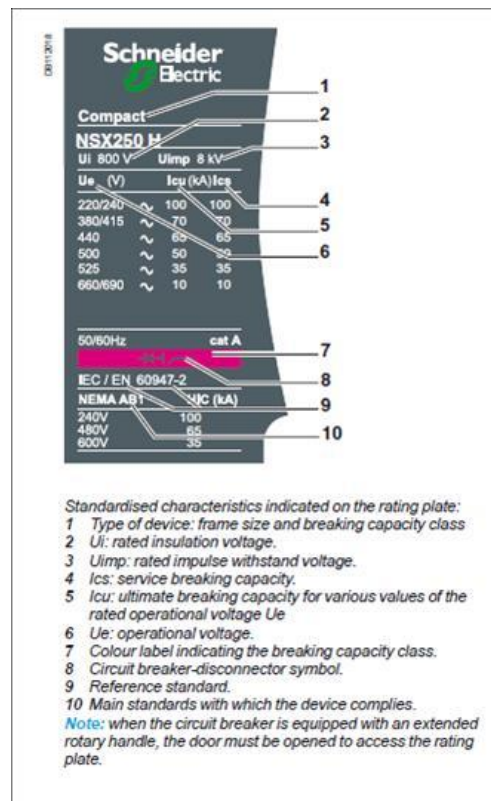 DB112018
Schneider
Electric
Compact
NSX250 H
Ui 800 V Uimp 8 kV
Ue (V) Icu (kA) Ics
220/240 ~ 100 100
380/415 ~ 70 70
440 ~ 65 65
500 ~ 50 50
525 ~ 35 35
660/690 ~ 10 10
50/60Hz cat A
IEC / EN 60947-2
NEMA AB1 HIC (kA)
240V 100
480V 65
600V 35
1
2
3
4
5
6
7
8
9
10
Standardised characteristics indicated on the rating plate:
1 Type of device: frame size and breaking capacity class
2 Ui: rated insulation voltage.
3 Uimp: rated impulse withstand voltage.
4 Ics: service breaking capacity.
5 Icu: ultimate breaking capacity for various values of the
rated operational voltage Ue
6 Ue: operational voltage.
7 Colour label indicating the breaking capacity class.
8 Circuit breaker-disconnector symbol.
9 Reference standard.
10 Main standards with which the device complies.
Note: when the circuit breaker is equipped with an extended
rotary handle, the door must be opened to access the rating
plate.